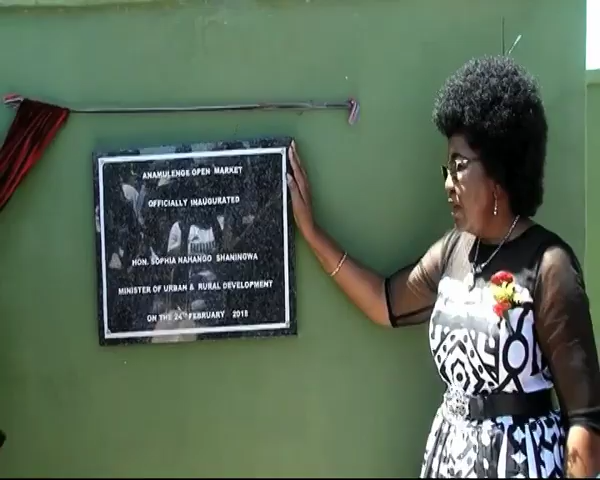 ANAMULENGE OPEN MARKET
OFFICIALLY INAUGURATED
HON. SOPHIA NAHANGO SHANINGWA
MINISTER OF URBAN & RURAL DEVELOPMENT
ON THE 24 FEBRUARY 2018